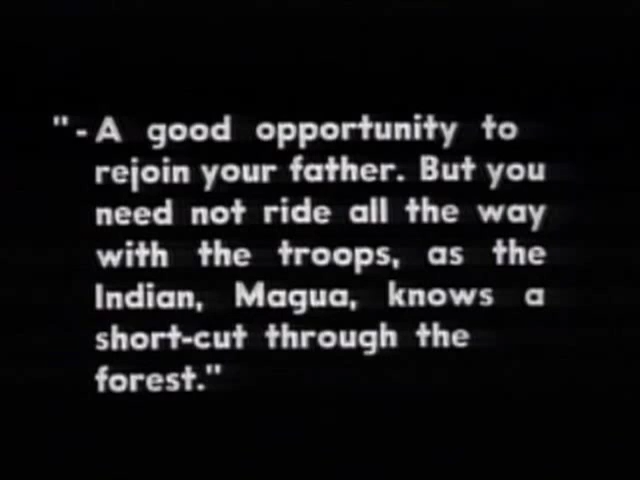 "-A good opportunity to
rejoin your father. But you
need not ride all the way
with the troops, as the
Indian, Magua, knows a
short-cut through the
forest."